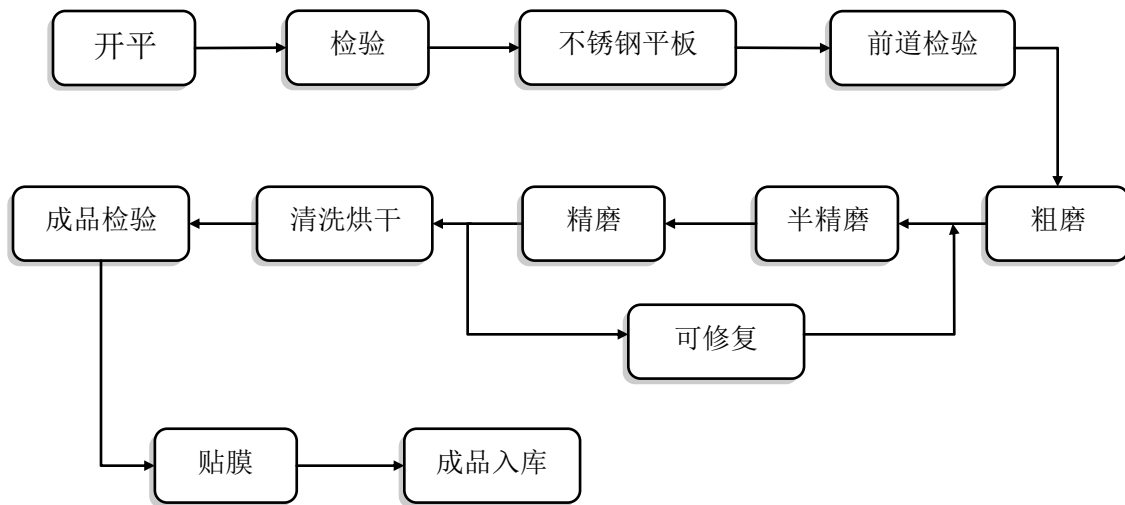 开平
检验
不锈钢平板
前道检验
粗磨
半精磨
精磨
清洗烘干
成品检验
可修复
贴膜
成品入库